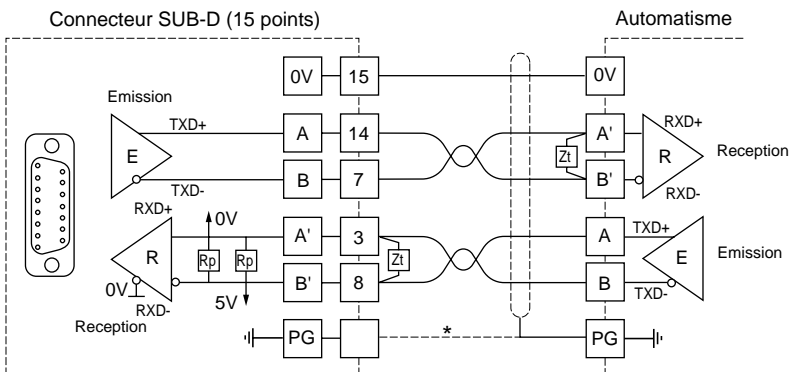 Connecteur SUB-D (15 points)
Automatisme
0V 15 0V
Emission
TXD+ A 14 A' RXD+
E Zt R Reception
TXD- B 7 B' RXD-
RXD+ 0V A' 3 A TXD+
R Rp Rp Zt E Emission
0V B' 8 B TXD-
RXD- 5V
Reception
PG * PG